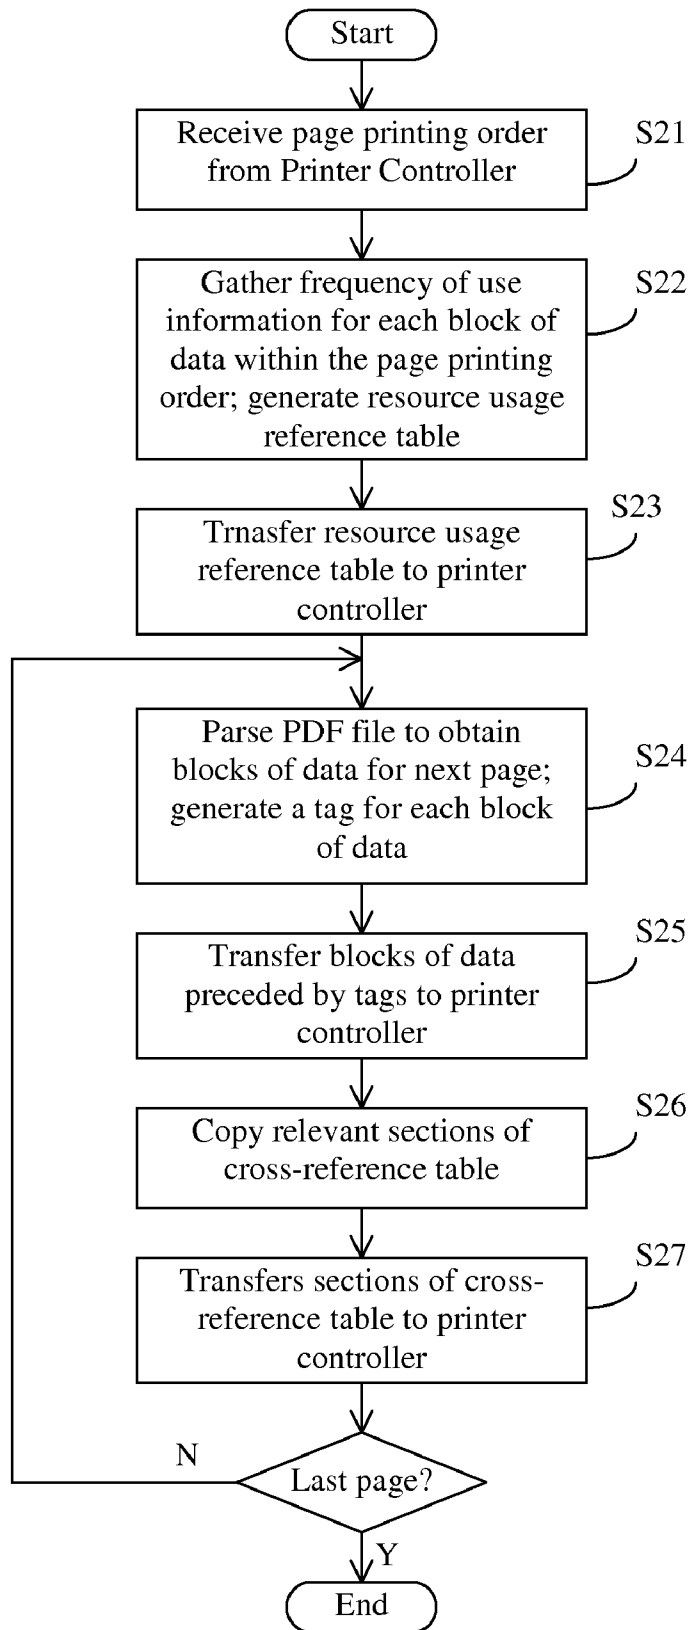 Start
Receive page printing order
from Printer Controller
S21
Gather frequency of use
information for each block of
data within the page printing
order; generate resource usage
reference table
S22
Trnasfer resource usage
reference table to printer
controller
S23
Parse PDF file to obtain
blocks of data for next page;
generate a tag for each block
of data
S24
Transfer blocks of data
preceded by tags to printer
controller
S25
Copy relevant sections of
cross-reference table
S26
Transfers sections of cross-
reference table to printer
controller
S27
N
Last page?
Y
End